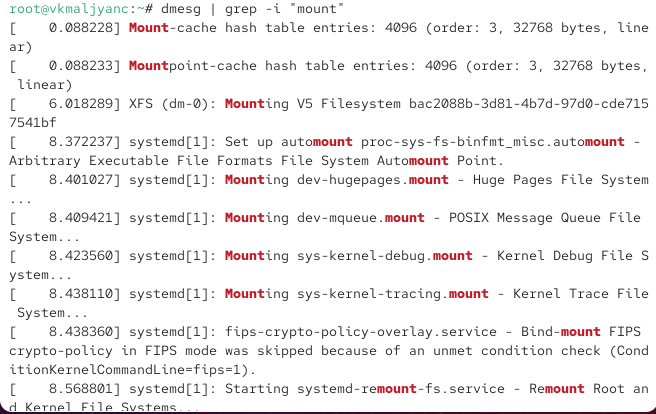 root@vkmaljyanc:~# dmesg | grep -i "mount"
[    0.088228] Mount-cache hash table entries: 4096 (order: 3, 32768 bytes, line
ar)
[    0.088233] Mountpoint-cache hash table entries: 4096 (order: 3, 32768 bytes,
 linear)
[    6.018289] XFS (dm-0): Mounting V5 Filesystem bac2088b-3d81-4b7d-97d0-cde715
7541bf
[    8.372237] systemd[1]: Set up automount proc-sys-fs-binfmt_misc.automount -
Arbitrary Executable File Formats File System Automount Point.
[    8.401027] systemd[1]: Mounting dev-hugepages.mount - Huge Pages File System
...
[    8.409421] systemd[1]: Mounting dev-mqueue.mount - POSIX Message Queue File
System...
[    8.423560] systemd[1]: Mounting sys-kernel-debug.mount - Kernel Debug File S
ystem...
[    8.438110] systemd[1]: Mounting sys-kernel-tracing.mount - Kernel Trace File
 System...
[    8.438360] systemd[1]: fips-crypto-policy-overlay.service - Bind-mount FIPS
crypto-policy in FIPS mode was skipped because of an unmet condition check (Cond
itionKernelCommandLine=fips=1).
[    8.568801] systemd[1]: Starting systemd-remount-fs.service - Remount Root an
d Kernel File Systems...